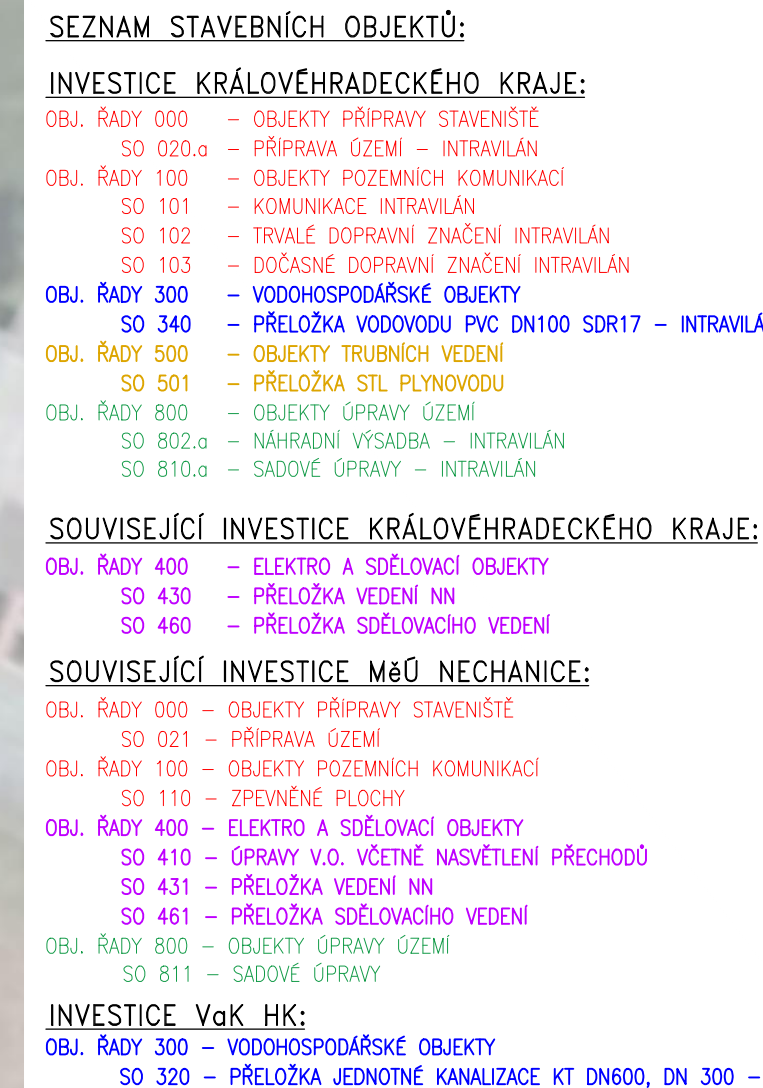 SEZNAM STAVEBNÍCH OBJEKTŮ:
INVESTICE KRÁLOVÉHRADECKÉHO KRAJE:
OBJ. ŘADY 000 – OBJEKTY PŘÍPRAVY STAVENIŠTĚ
SO 020.a – PŘÍPRAVA ÚZEMÍ – INTRAVILÁN
OBJ. ŘADY 100 – OBJEKTY POZEMNÍCH KOMUNIKACÍ
SO 101 – KOMUNIKACE INTRAVILÁN
SO 102 – TRVALÉ DOPRAVNÍ ZNAČENÍ INTRAVILÁN
SO 103 – DOČASNÉ DOPRAVNÍ ZNAČENÍ INTRAVILÁN
OBJ. ŘADY 300 – VODOHOSPODÁŘSKÉ OBJEKTY
SO 340 – PŘELOŽKA VODOVODU PVC DN100 SDR17 – INTRAVILÁ
OBJ. ŘADY 500 – OBJEKTY TRUBNÍCH VEDENÍ
SO 501 – PŘELOŽKA STL PLYNOVODU
OBJ. ŘADY 800 – OBJEKTY ÚPRAVY ÚZEMÍ
SO 802.a – NÁHRADNÍ VÝSADBA – INTRAVILÁN
SO 810.a – SADOVÉ ÚPRAVY – INTRAVILÁN
SOUVISEJÍCÍ INVESTICE KRÁLOVÉHRADECKÉHO KRAJE:
OBJ. ŘADY 400 – ELEKTRO A SDĚLOVACÍ OBJEKTY
SO 430 – PŘELOŽKA VEDENÍ NN
SO 460 – PŘELOŽKA SDĚLOVACÍHO VEDENÍ
SOUVISEJÍCÍ INVESTICE MěÚ NECHANICE:
OBJ. ŘADY 000 – OBJEKTY PŘÍPRAVY STAVENIŠTĚ
SO 021 – PŘÍPRAVA ÚZEMÍ
OBJ. ŘADY 100 – OBJEKTY POZEMNÍCH KOMUNIKACÍ
SO 110 – ZPEVNĚNÉ PLOCHY
OBJ. ŘADY 400 – ELEKTRO A SDĚLOVACÍ OBJEKTY
SO 410 – ÚPRAVY V.O. VČETNĚ NASVĚTLENÍ PŘECHODŮ
SO 431 – PŘELOŽKA VEDENÍ NN
SO 461 – PŘELOŽKA SDĚLOVACÍHO VEDENÍ
OBJ. ŘADY 800 – OBJEKTY ÚPRAVY ÚZEMÍ
SO 811 – SADOVÉ ÚPRAVY
INVESTICE VaK HK:
OBJ. ŘADY 300 – VODOHOSPODÁŘSKÉ OBJEKTY
SO 320 – PŘELOŽKA JEDNOTNÉ KANALIZACE KT DN600, DN 300 –